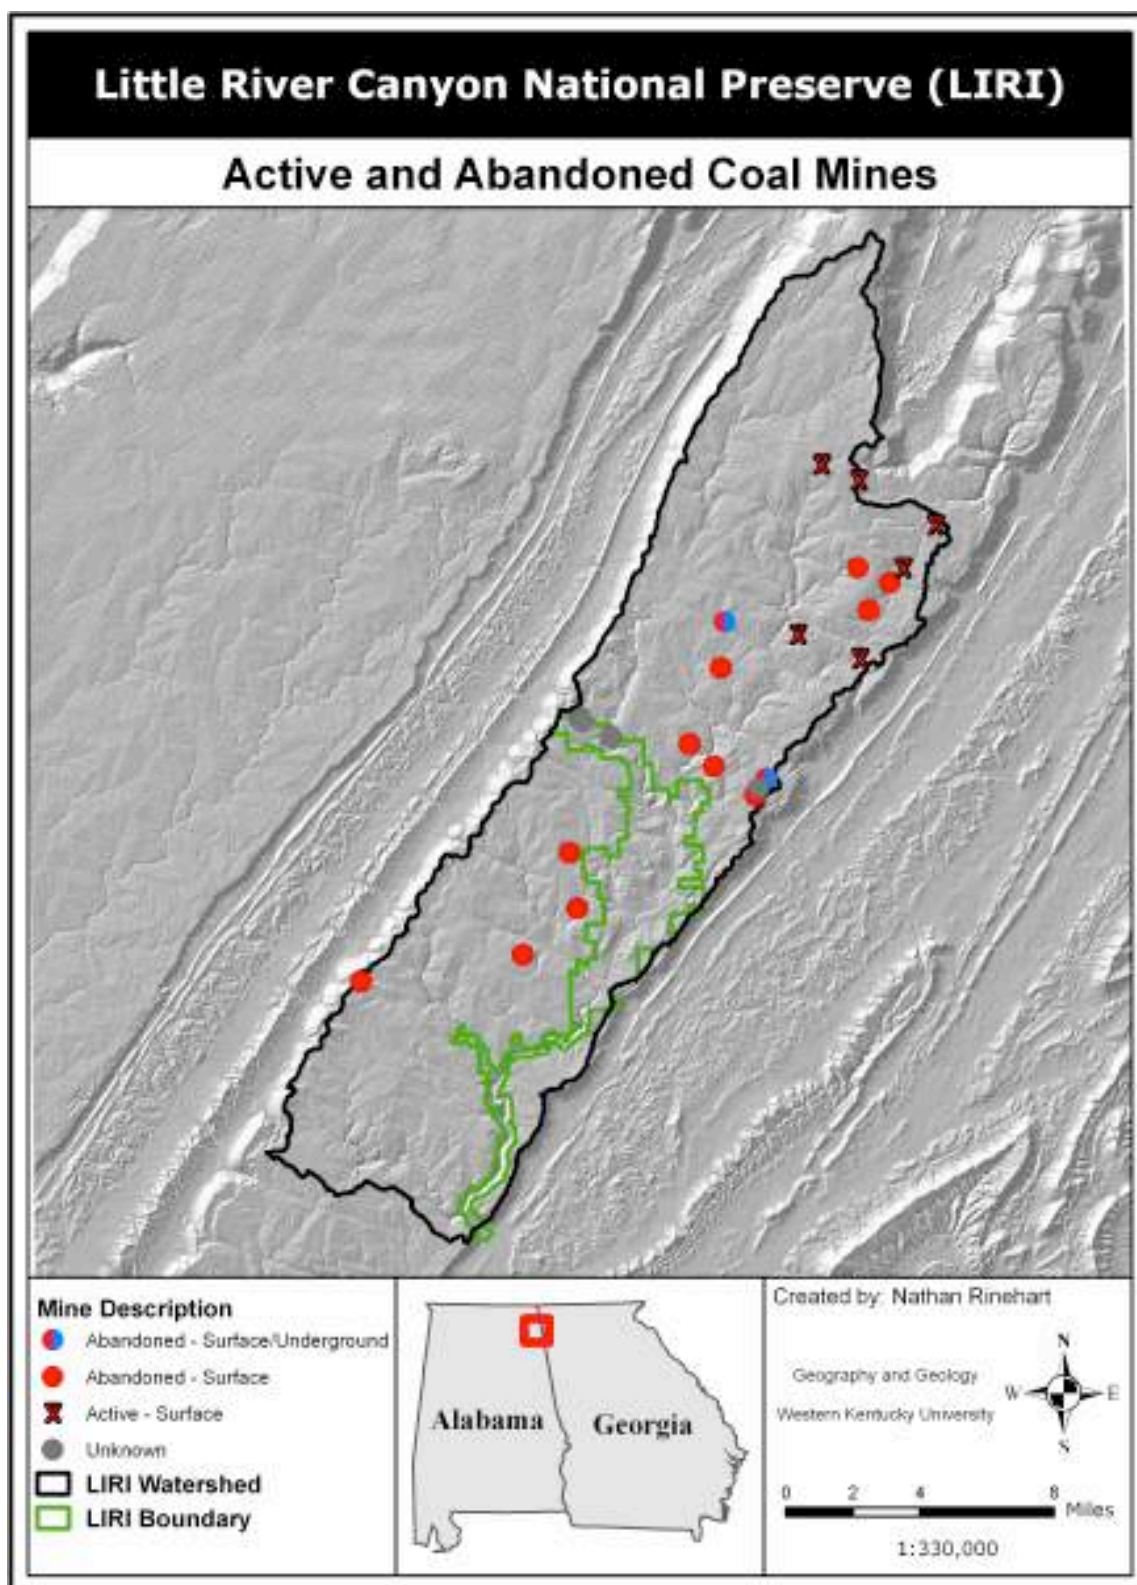 Little River Canyon National Preserve (LIRI)
Active and Abandoned Coal Mines
Mine Description
Abandoned - Surface/Underground
Abandoned - Surface
Active - Surface
Unknown
LIRI Watershed
LIRI Boundary
Alabama
Georgia
Created by: Nathan Rinehart
Geography and Geology
Western Kentucky University
N
W E
S
0 2 4 8
Miles
1:330,000